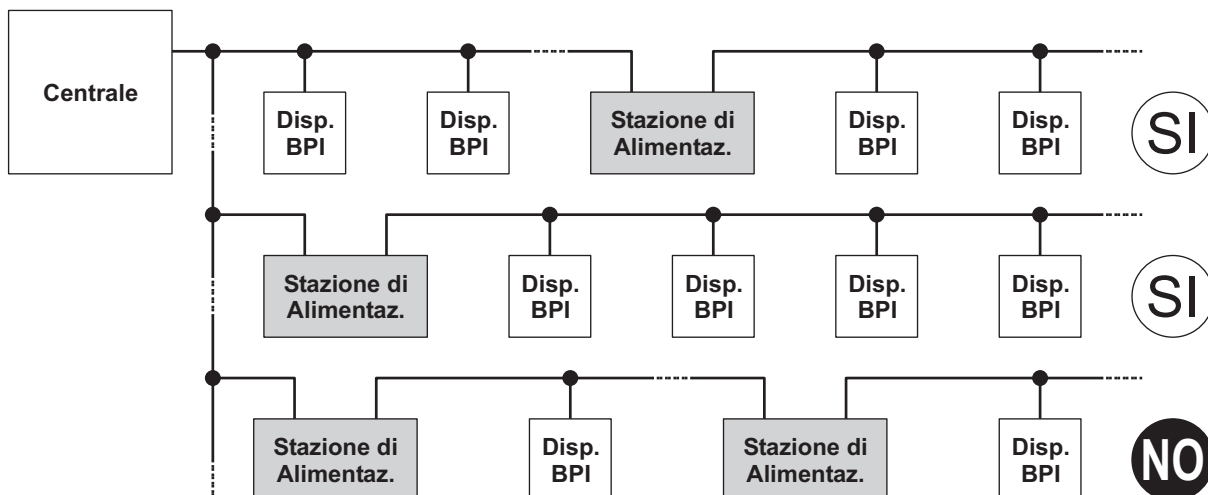 Centrale
Disp.
BPI
Disp.
BPI
Stazione di
Alimentaz.
Disp.
BPI
Disp.
BPI
SI
Stazione di
Alimentaz.
Disp.
BPI
Disp.
BPI
Disp.
BPI
Disp.
BPI
SI
Stazione di
Alimentaz.
Disp.
BPI
Stazione di
Alimentaz.
Disp.
BPI
NO